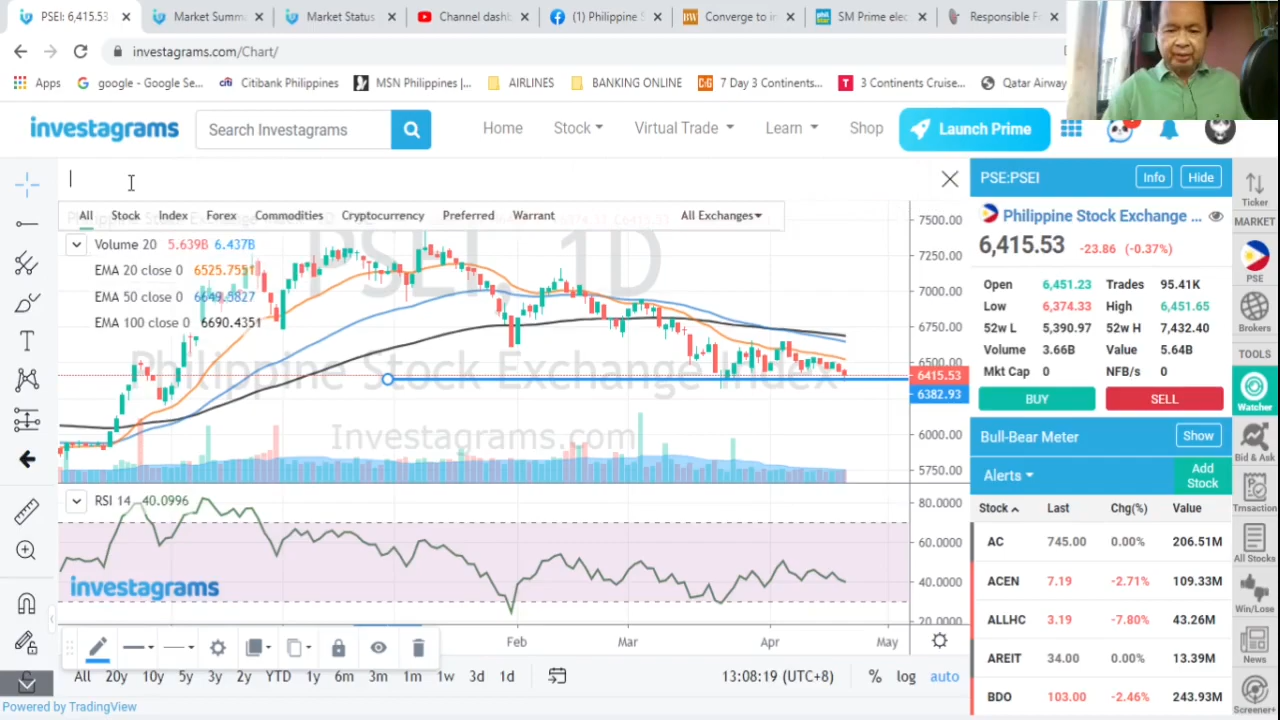 PSEI: 6,415.53
Market Summ
Market Status
Channel dashb
(1) Philippine S
Converge to in
SM Prime elec
Responsible Fi
investagrams.com/Chart/
Apps
google - Google Se...
Citibank Philippines
MSN Philippines |...
AIRLINES
BANKING ONLINE
7 Day 3 Continents...
3 Continents Cruise...
Qatar Airway
investagrams
Search Investagrams
Home
Stock
Virtual Trade
Learn
Shop
Launch Prime
All
Stock
Index
Forex
Commodities
Cryptocurrency
Preferred
Warrant
All Exchanges
PSEI, 1D
Philippine Stock Exchange Index
Investagrams.com
Volume 20 5.639B 6.437B
EMA 20 close 0 6525.7551
EMA 50 close 0 6649.5827
EMA 100 close 0 6690.4351
7500.00
7250.00
7000.00
6750.00
6500.00
6415.53
6382.93
6000.00
5750.00
RSI 14 40.0996
investagrams
80.0000
60.0000
40.0000
20.0000
Feb
Mar
Apr
May
All
20y
10y
5y
3y
2y
YTD
1y
6m
3m
1m
1w
3d
1d
13:08:19 (UTC+8)
%
log
auto
Powered by TradingView
PSE:PSEI
Info
Hide
Philippine Stock Exchange ...
6,415.53 -23.86 (-0.37%)
Open 6,451.23 Trades 95.41K
Low 6,374.33 High 6,451.65
52w L 5,390.97 52w H 7,432.40
Volume 3.66B Value 5.64B
Mkt Cap 0 NFB/s 0
BUY
SELL
Bull-Bear Meter
Show
Alerts
Add Stock
Stock Last Chg(%) Value
AC 745.00 0.00% 206.51M
ACEN 7.19 -2.71% 109.33M
ALLHC 3.19 -7.80% 43.26M
AREIT 34.00 0.00% 13.39M
BDO 103.00 -2.46% 243.93M
Ticker
MARKET
PSE
Brokers
TOOLS
Watcher
Bid & Ask
Trnsaction
All Stocks
Win/Lose
News
Screener+